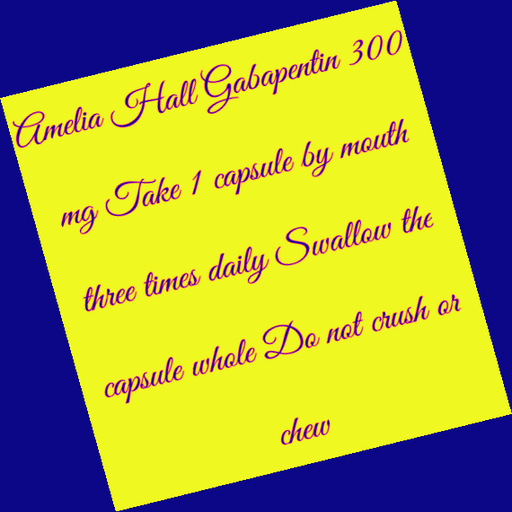 Amelia Hall Gabapentin 300
mg Take 1 capsule by mouth
three times daily Swallow the
capsule whole Do not crush or
chew